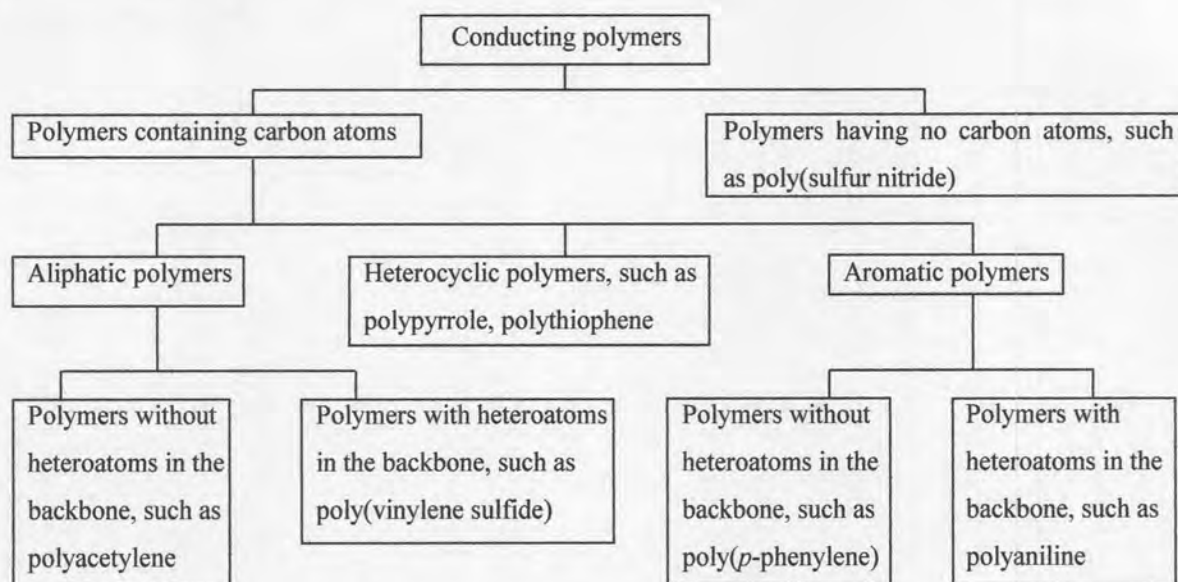 Conducting polymers
Polymers containing carbon atoms
Polymers having no carbon atoms, such
as poly(sulfur nitride)
Aliphatic polymers
Heterocyclic polymers, such as
polypyrrole, polythiophene
Aromatic polymers
Polymers without
heteroatoms in the
backbone, such as
polyacetylene
Polymers with heteroatoms
in the backbone, such as
poly(vinylene sulfide)
Polymers without
heteroatoms in the
backbone, such as
poly(p-phenylene)
Polymers with
heteroatoms in the
backbone, such as
polyaniline